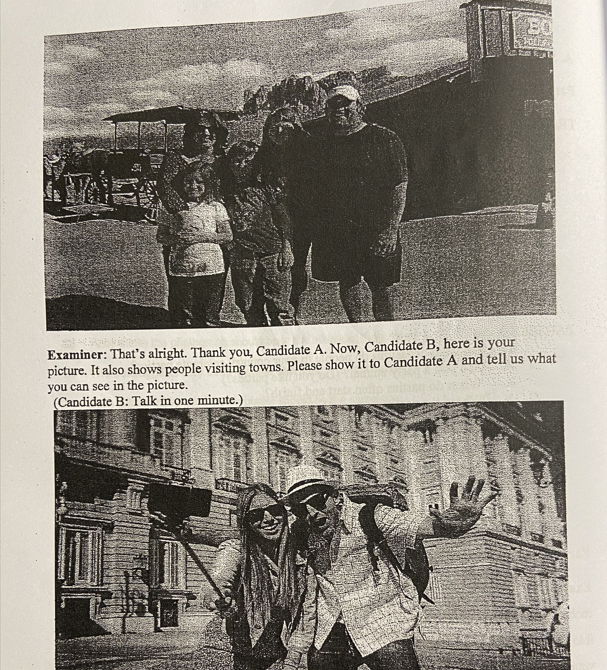 BO
Examiner: That's alright. Thank you, Candidate A. Now, Candidate B, here is your
picture. It also shows people visiting towns. Please show it to Candidate A and tell us what
you can see in the picture.
(Candidate B: Talk in one minute.)